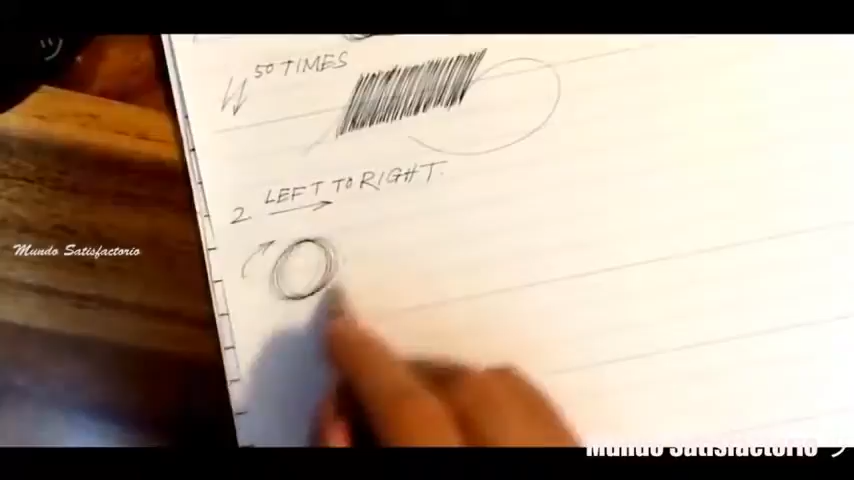 50 TIMES
2. LEFT TO RIGHT.
Mundo Satisfactorio
Mundo Satisfactorio